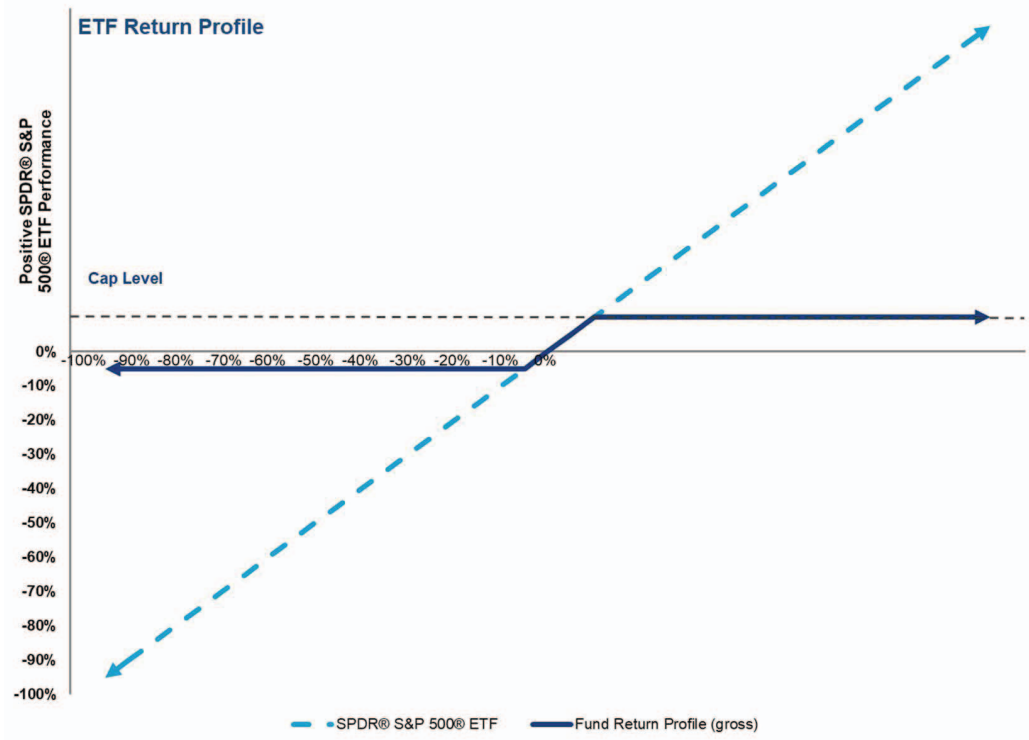 ETF Return Profile
Positive SPDR® S&P
500® ETF Performance
Cap Level
0%
-100% -90% -80% -70% -60% -50% -40% -30% -20% -10% 0%
-10%
-20%
-30%
-40%
-50%
-60%
-70%
-80%
-90%
-100%
SPDR® S&P 500® ETF Fund Return Profile (gross)